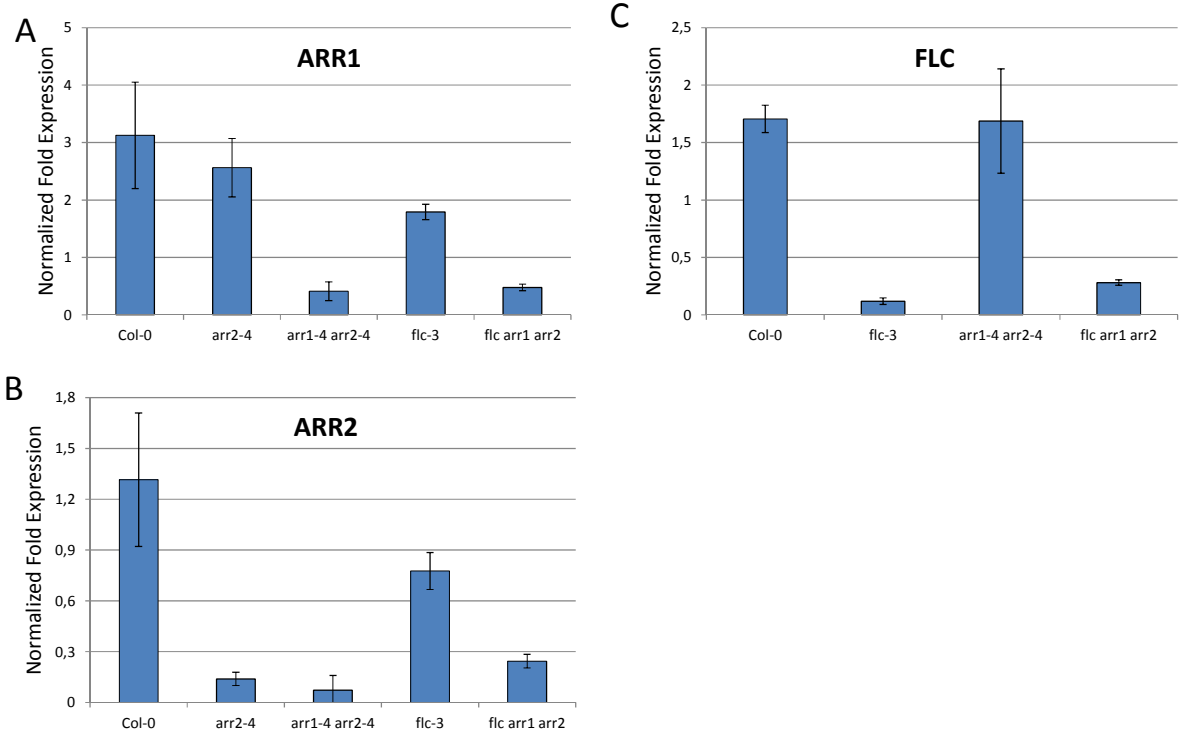 A
ARR1
Normalized Fold Expression
5
4
3
2
1
0
Col-0
arr2-4
arr1-4 arr2-4
flc-3
flc arr1 arr2
C
FLC
Normalized Fold Expression
2,5
2
1,5
1
0,5
0
Col-0
flc-3
arr1-4 arr2-4
flc arr1 arr2
B
ARR2
Normalized Fold Expression
1,8
1,5
1,2
0,9
0,6
0,3
0
Col-0
arr2-4
arr1-4 arr2-4
flc-3
flc arr1 arr2